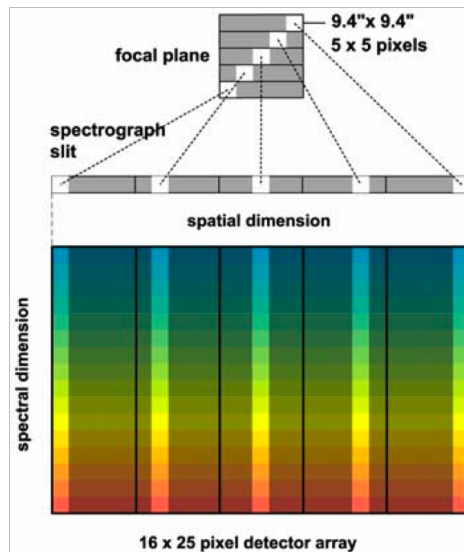 9.4"x 9.4"
focal plane
5 x 5 pixels
spectrograph
slit
spatial dimension
spectral dimension
16 x 25 pixel detector array